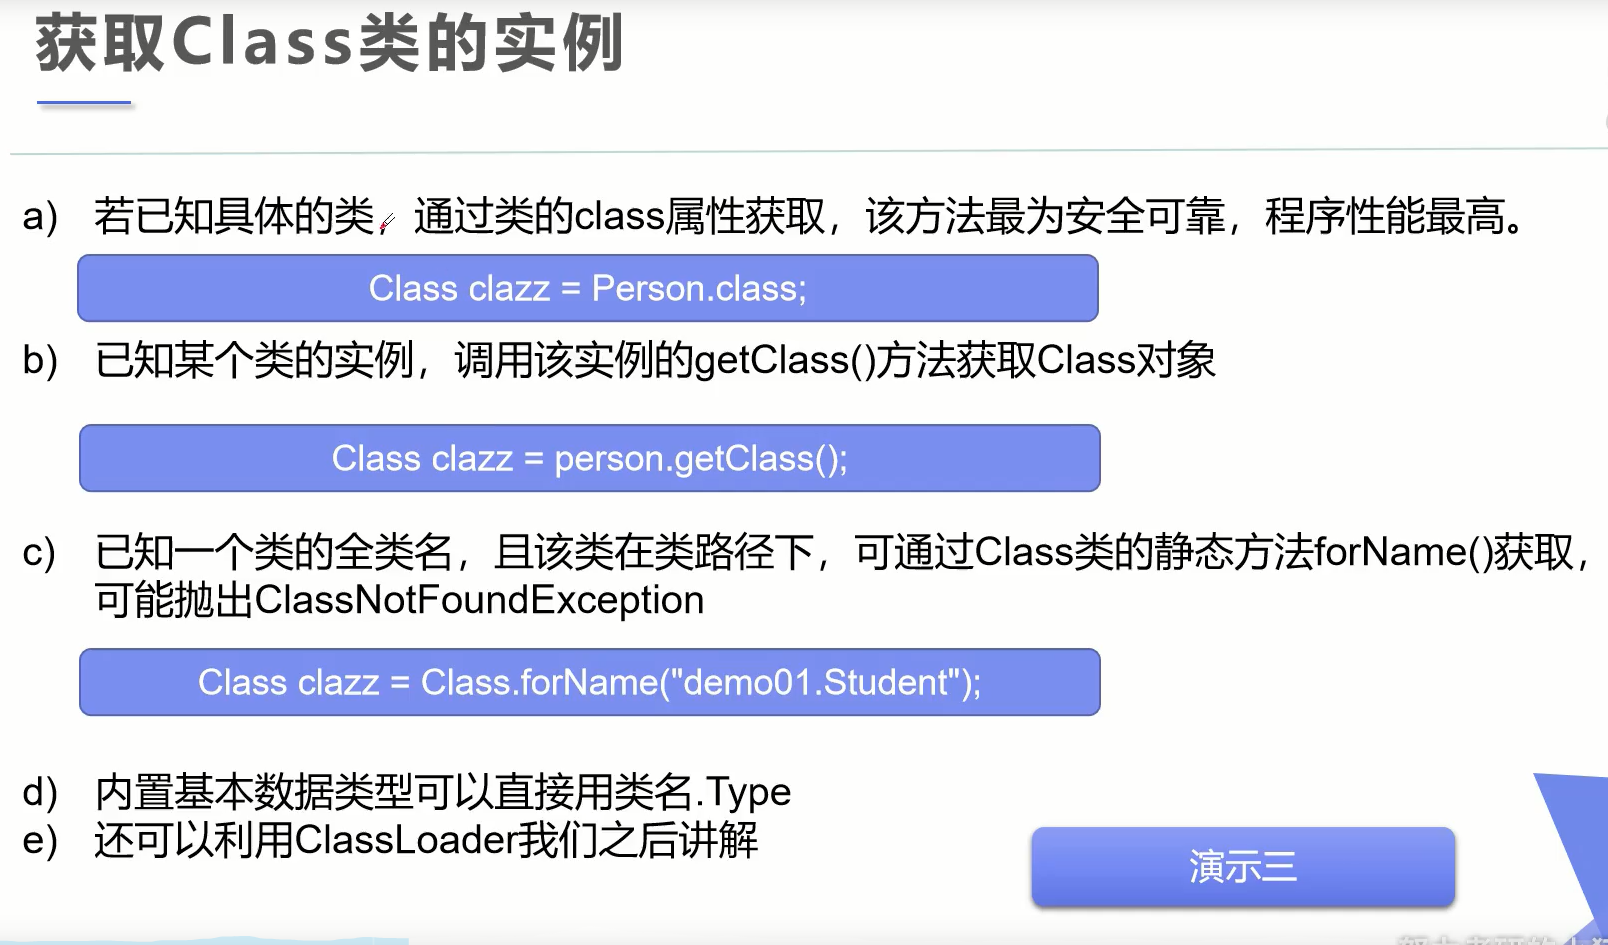 获取Class类的实例
a) 若已知具体的类，通过类的class属性获取，该方法最为安全可靠，程序性能最高。
Class clazz = Person.class;
b) 已知某个类的实例，调用该实例的getClass()方法获取Class对象
Class clazz = person.getClass();
c) 已知一个类的全类名，且该类在类路径下，可通过Class类的静态方法forName()获取，
可能抛出ClassNotFoundException
Class clazz = Class.forName("demo01.Student");
d) 内置基本数据类型可以直接用类名.Type
e) 还可以利用ClassLoader我们之后讲解
演示三